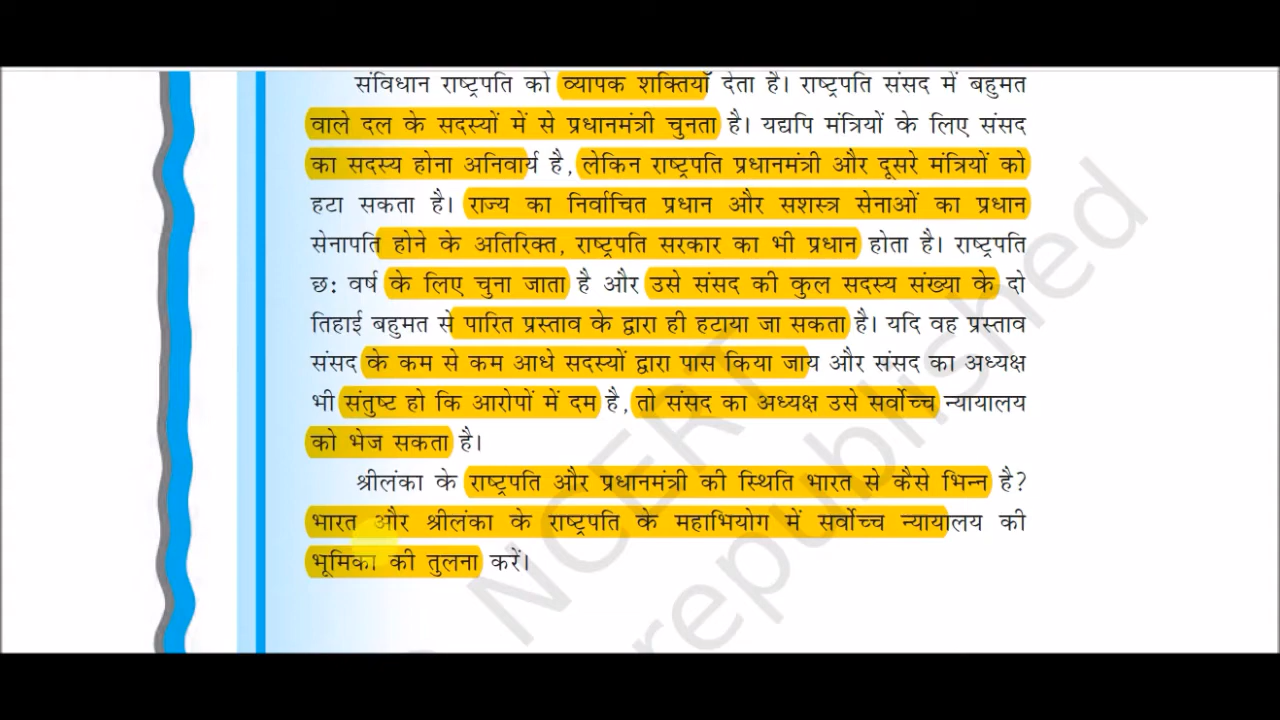 संविधान राष्ट्रपति को व्यापक शक्तियाँ देता है। राष्ट्रपति संसद में बहुमत
वाले दल के सदस्यों में से प्रधानमंत्री चुनता है। यद्यपि मंत्रियों के लिए संसद
का सदस्य होना अनिवार्य है, लेकिन राष्ट्रपति प्रधानमंत्री और दूसरे मंत्रियों को
हटा सकता है। राज्य का निर्वाचित प्रधान और सशस्त्र सेनाओं का प्रधान
सेनापति होने के अतिरिक्त, राष्ट्रपति सरकार का भी प्रधान होता है। राष्ट्रपति
छ: वर्ष के लिए चुना जाता है और उसे संसद की कुल सदस्य संख्या के दो
तिहाई बहुमत से पारित प्रस्ताव के द्वारा ही हटाया जा सकता है। यदि वह प्रस्ताव
संसद के कम से कम आधे सदस्यों द्वारा पास किया जाय और संसद का अध्यक्ष
भी संतुष्ट हो कि आरोपों में दम है, तो संसद का अध्यक्ष उसे सर्वोच्च न्यायालय
को भेज सकता है।
श्रीलंका के राष्ट्रपति और प्रधानमंत्री की स्थिति भारत से कैसे भिन्न है?
भारत और श्रीलंका के राष्ट्रपति के महाभियोग में सर्वोच्च न्यायालय की
भूमिका की तुलना करें।
NCERT
republished